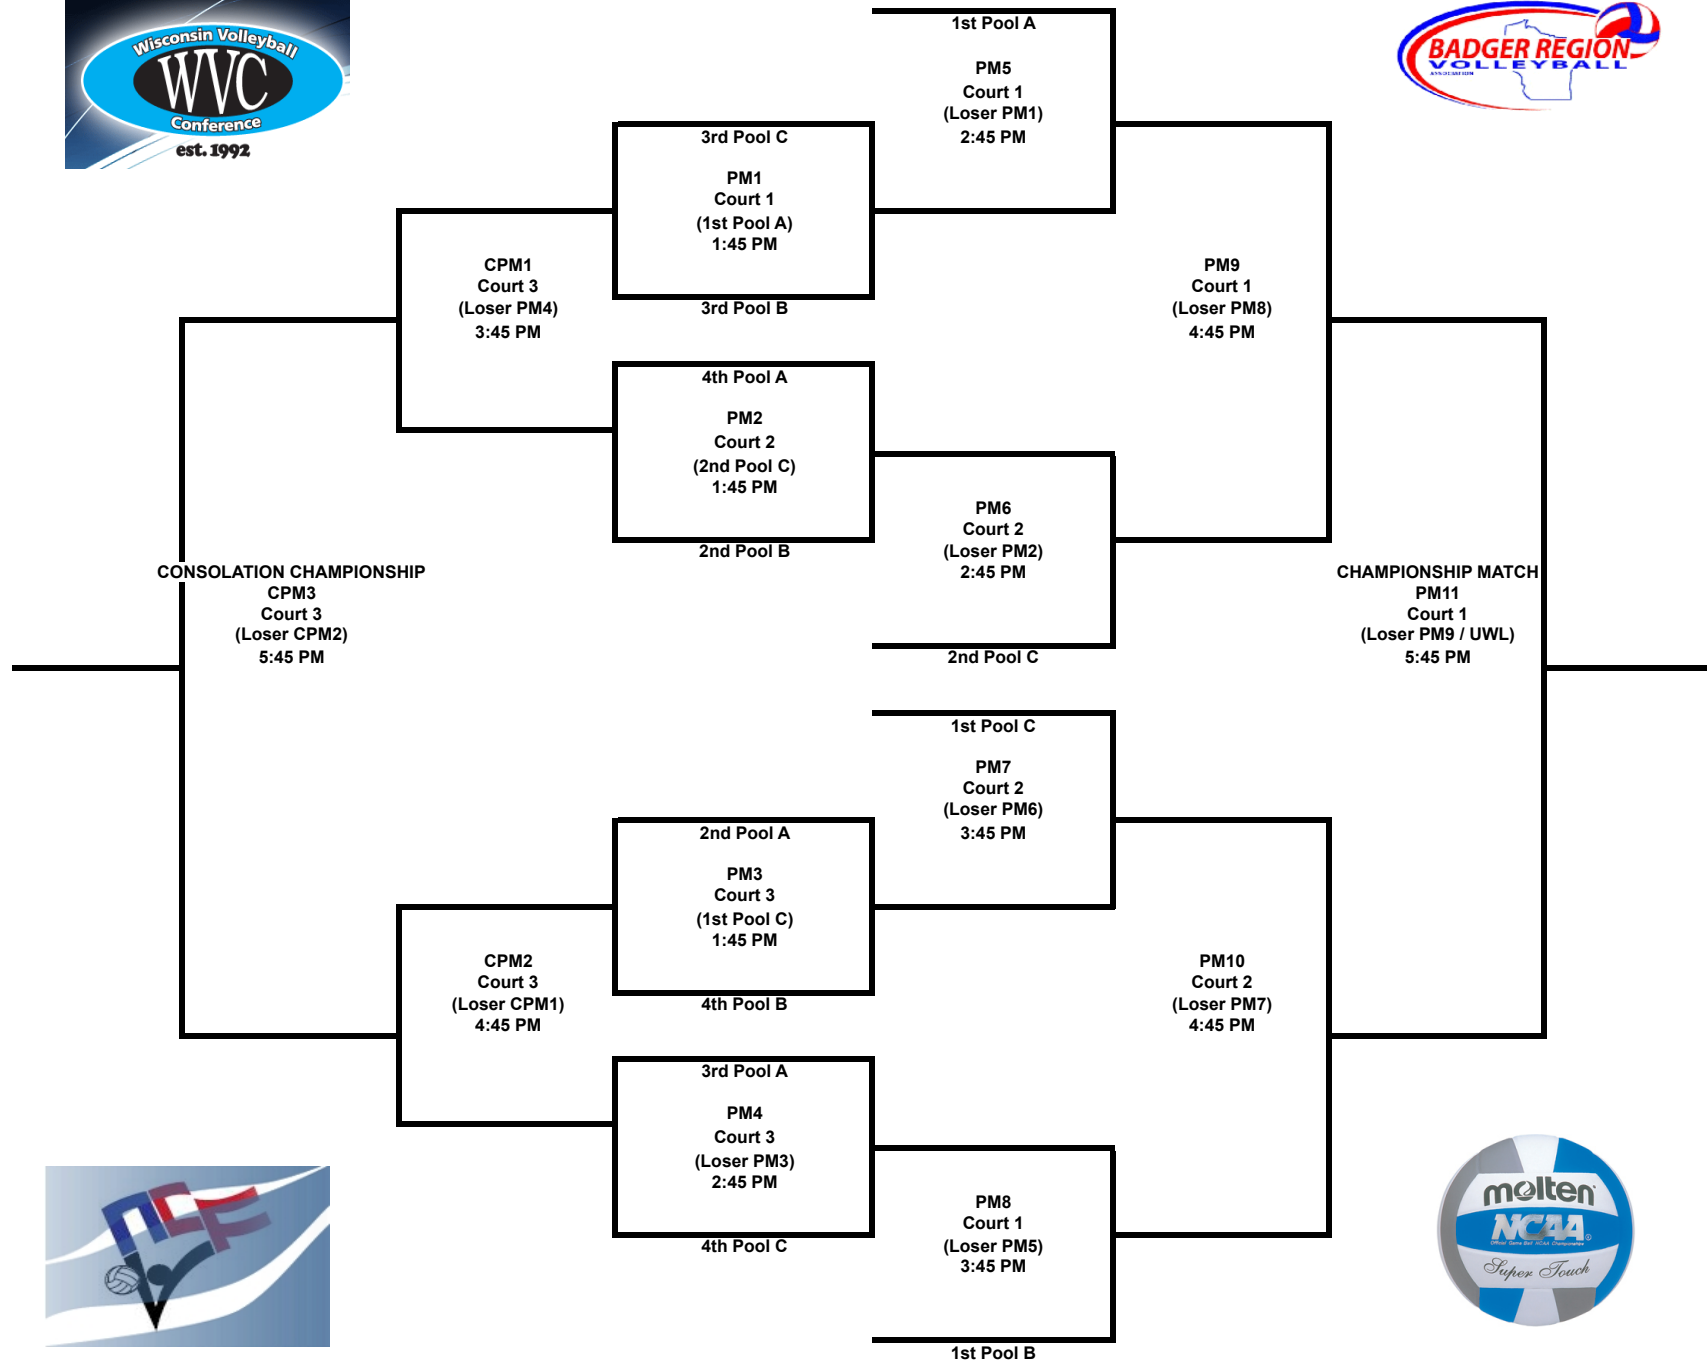 Wisconsin Volleyball
WVC
Conference
est. 1992
BADGER REGION
VOLLEYBALL
ASSOCIATION
1st Pool A
PM5
Court 1
(Loser PM1)
2:45 PM
3rd Pool C
PM1
Court 1
(1st Pool A)
1:45 PM
3rd Pool B
CPM1
Court 3
(Loser PM4)
3:45 PM
PM9
Court 1
(Loser PM8)
4:45 PM
4th Pool A
PM2
Court 2
(2nd Pool C)
1:45 PM
2nd Pool B
PM6
Court 2
(Loser PM2)
2:45 PM
2nd Pool C
CONSOLATION CHAMPIONSHIP
CPM3
Court 3
(Loser CPM2)
5:45 PM
CHAMPIONSHIP MATCH
PM11
Court 1
(Loser PM9 / UWL)
5:45 PM
1st Pool C
PM7
Court 2
(Loser PM6)
3:45 PM
2nd Pool A
PM3
Court 3
(1st Pool C)
1:45 PM
4th Pool B
CPM2
Court 3
(Loser CPM1)
4:45 PM
PM10
Court 2
(Loser PM7)
4:45 PM
3rd Pool A
PM4
Court 3
(Loser PM3)
2:45 PM
4th Pool C
PM8
Court 1
(Loser PM5)
3:45 PM
1st Pool B
NCVF
molten
NCAA
Official Game Ball NCAA Championships
Super Touch